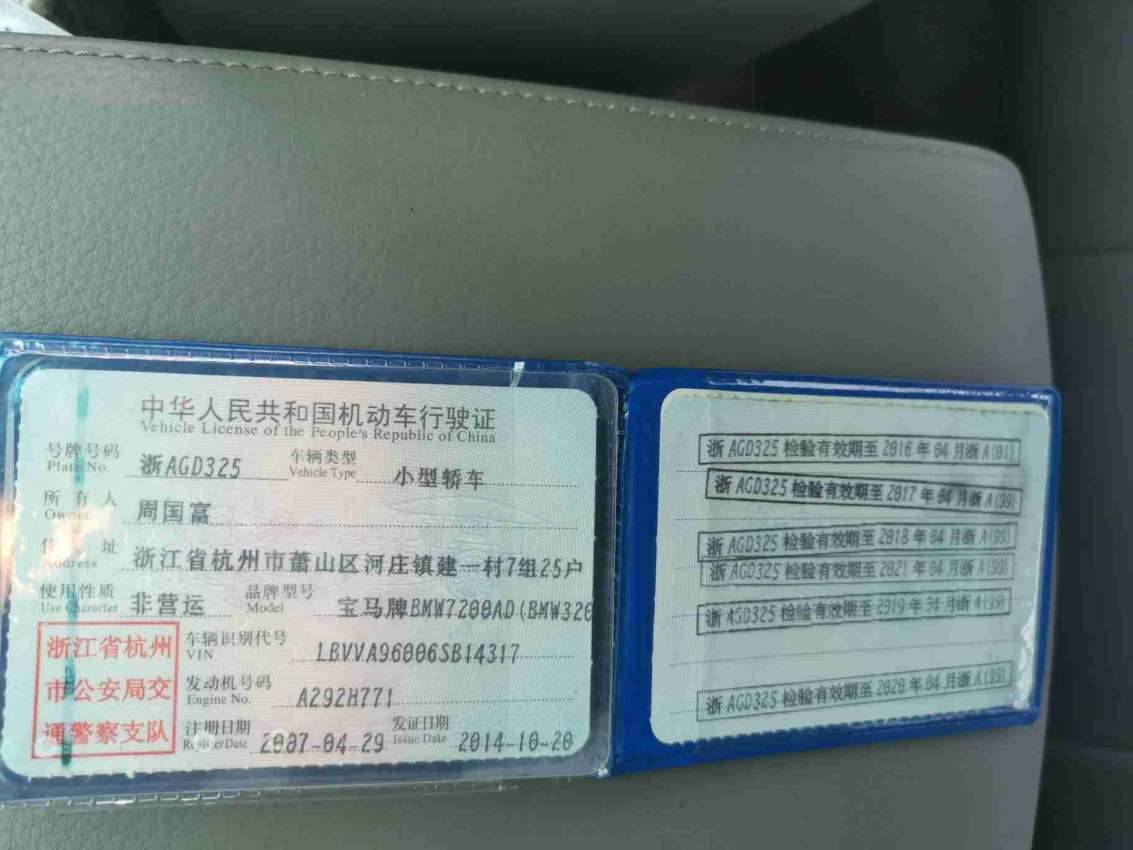 中华人民共和国机动车行驶证
Vehicle License of the People's Republic of China
号牌号码 浙AGD325 车辆类型 小型轿车
Plate No. Vehicle Type
所有人 周国富
Owner
住址 浙江省杭州市萧山区河庄镇建一村7组25户
Address
使用性质 非营运 品牌型号 宝马牌BMW7200AD(BMW320
Use Character Model
浙江省杭州
市公安局交
通警察支队
车辆识别代号 LBVVA96006SB14317
VIN
发动机号码 A292H771
Engine No.
注册日期 2007-04-29 发证日期 2014-10-20
Register Date Issue Date
浙AGD325检验有效期至2016年04月浙A(01)
浙AGD325检验有效期至2017年04月浙A(99)
浙AGD325检验有效期至2018年04月浙A(99)
浙AGD325检验有效期至2021年04月浙A(99)
浙AGD325检验有效期至2019年04月浙A(99)
浙AGD325检验有效期至2020年04月浙A(99)